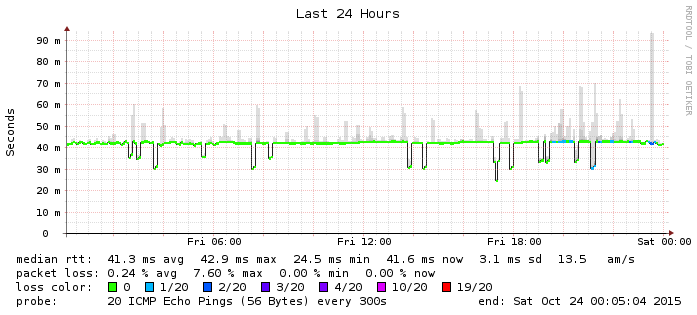 Last 24 Hours
RRDTOOL / TOBI OETIKER
Seconds
90 m
80 m
70 m
60 m
50 m
40 m
30 m
20 m
10 m
0
Fri 06:00 Fri 12:00 Fri 18:00 Sat 00:00
median rtt: 41.3 ms avg 42.9 ms max 24.5 ms min 41.6 ms now 3.1 ms sd 13.5 am/s
packet loss: 0.24 % avg 7.60 % max 0.00 % min 0.00 % now
loss color: 0 1/20 2/20 3/20 4/20 10/20 19/20
probe: 20 ICMP Echo Pings (56 Bytes) every 300s end: Sat Oct 24 00:05:04 2015